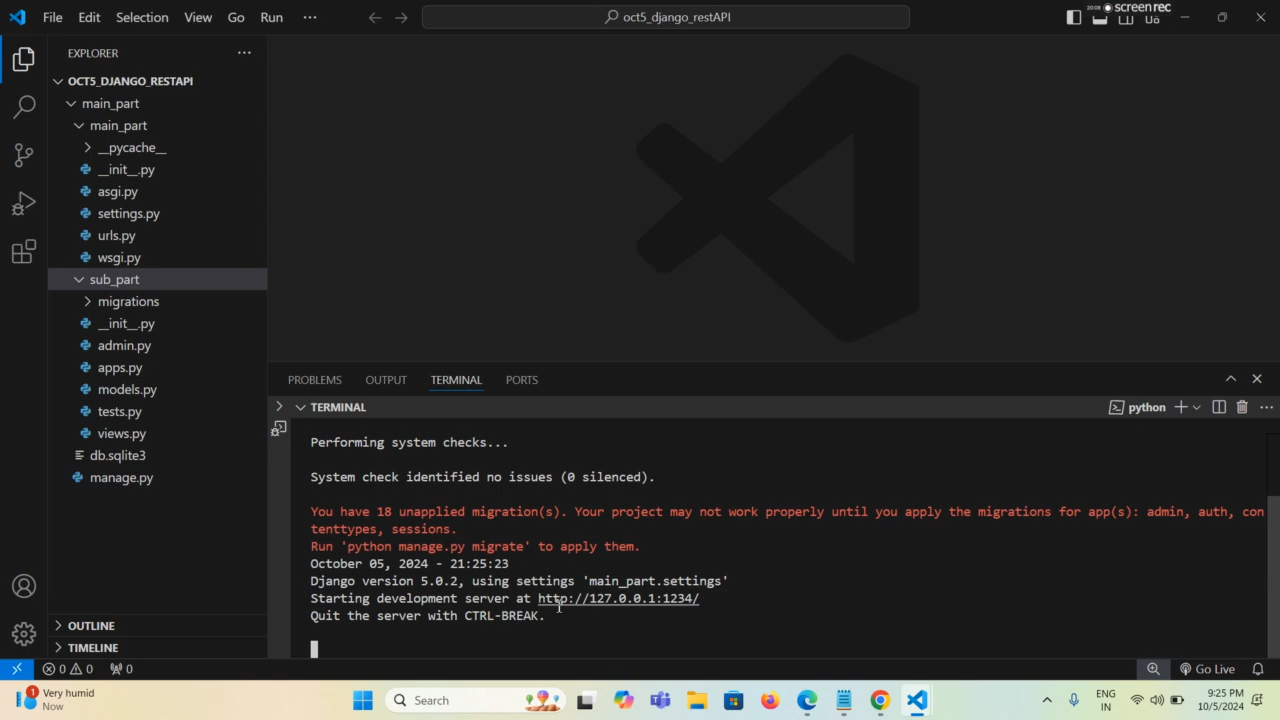 File Edit Selection View Go Run ··· oct5_django_restAPI 20:08 screenrec
EXPLORER ···
OCT5_DJANGO_RESTAPI
main_part
main_part
__pycache__
__init__.py
asgi.py
settings.py
urls.py
wsgi.py
sub_part
migrations
__init__.py
admin.py
apps.py
models.py
tests.py
views.py
db.sqlite3
manage.py
OUTLINE
TIMELINE
PROBLEMS OUTPUT TERMINAL PORTS
TERMINAL python
Performing system checks...
System check identified no issues (0 silenced).
You have 18 unapplied migration(s). Your project may not work properly until you apply the migrations for app(s): admin, auth, con
tenttypes, sessions.
Run 'python manage.py migrate' to apply them.
October 05, 2024 - 21:25:23
Django version 5.0.2, using settings 'main_part.settings'
Starting development server at http://127.0.0.1:1234/
Quit the server with CTRL-BREAK.
0 0 0 Go Live
1 Very humid
Now
Search
ENG
IN
9:25 PM
10/5/2024